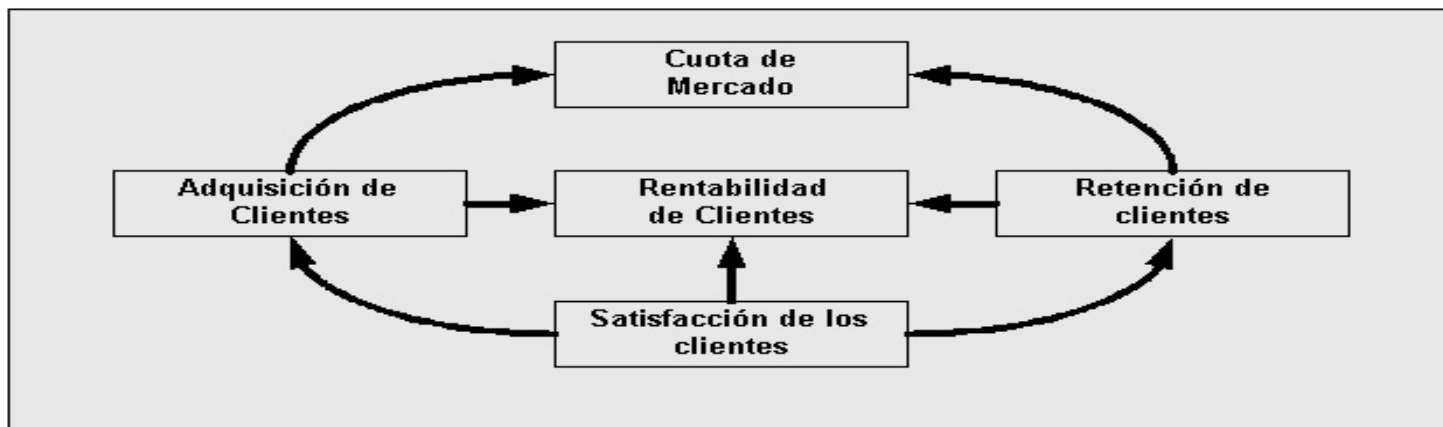 Cuota de
Mercado
Adquisición de
Clientes
Rentabilidad
de Clientes
Retención de
clientes
Satisfacción de los
clientes